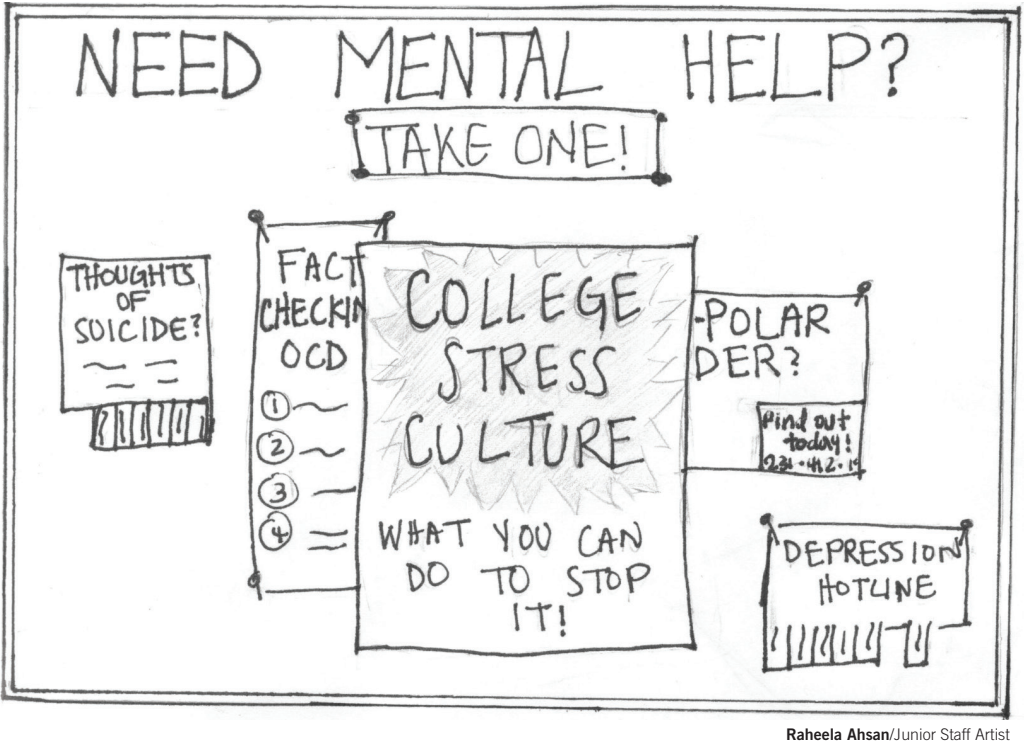 NEED MENTAL HELP?
TAKE ONE!
THOUGHTS
OF
SUICIDE?
FACT
CHECKIN
OCD
1
2
3
4
COLLEGE
STRESS
CULTURE
WHAT YOU CAN
DO TO STOP
IT!
-POLAR
DER?
Find out
today!
DEPRESSION
HOTLINE
Raheela Ahsan/Junior Staff Artist